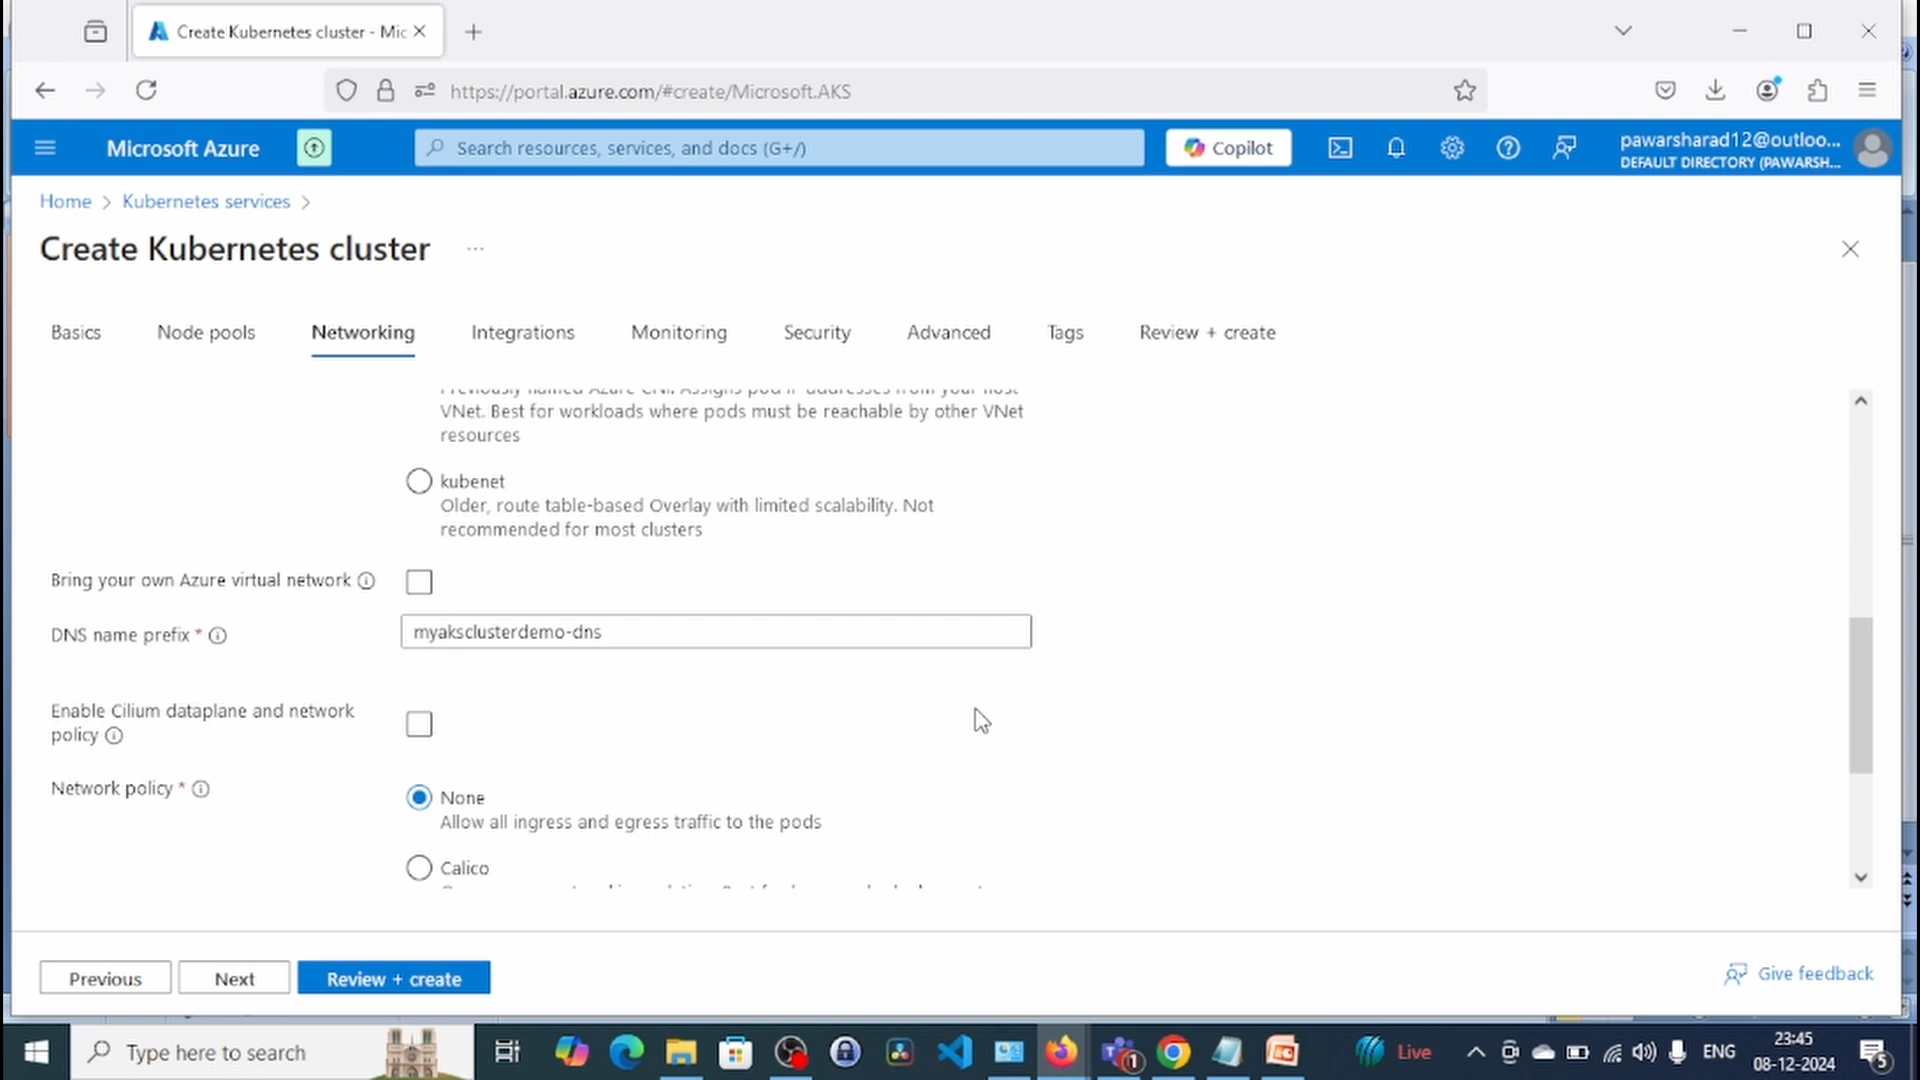 Create Kubernetes cluster - Mic
https://portal.azure.com/#create/Microsoft.AKS
Microsoft Azure
Search resources, services, and docs (G+/)
Copilot
pawarsharad12@outloo...
DEFAULT DIRECTORY (PAWARSH...
Home > Kubernetes services >
Create Kubernetes cluster ...
Basics Node pools Networking Integrations Monitoring Security Advanced Tags Review + create
VNet. Best for workloads where pods must be reachable by other VNet
resources
kubenet
Older, route table-based Overlay with limited scalability. Not
recommended for most clusters
Bring your own Azure virtual network
DNS name prefix *
myaksclusterdemo-dns
Enable Cilium dataplane and network
policy
Network policy *
None
Allow all ingress and egress traffic to the pods
Calico
Previous Next Review + create
Give feedback
Type here to search
Live
ENG
23:45
08-12-2024
1
5